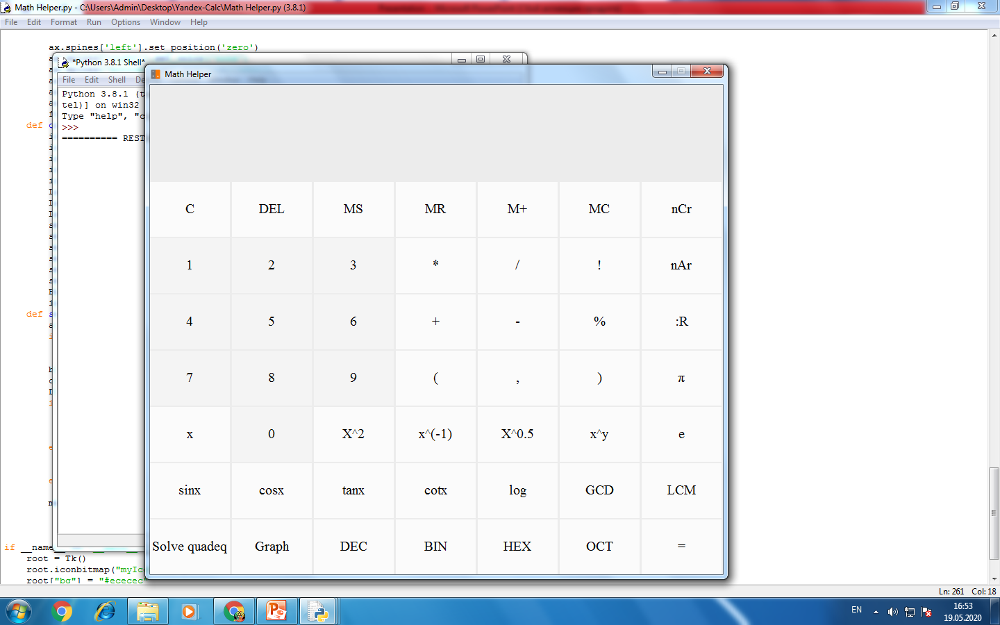 Math Helper.py - C:\Users\Admin\Desktop\Yandex-Calc\Math Helper.py (3.8.1)
File Edit Format Run Options Window Help
ax.spines['left'].set_position('zero')
*Python 3.8.1 Shell*
File Edit Shell
Python 3.8.1
tel)] on win32
Type "help",
>>>
========== REST
def
def
if __name__
root = Tk()
root.iconbitmap(
root["bg"] = "#ececec"
Math Helper
C DEL MS MR M+ MC nCr
1 2 3 * / ! nAr
4 5 6 + - % :R
7 8 9 ( , ) π
x 0 X^2 x^(-1) X^0.5 x^y e
sinx cosx tanx cotx log GCD LCM
Solve quadeq Graph DEC BIN HEX OCT =
Ln: 261 Col: 18
EN
16:53
19.05.2020